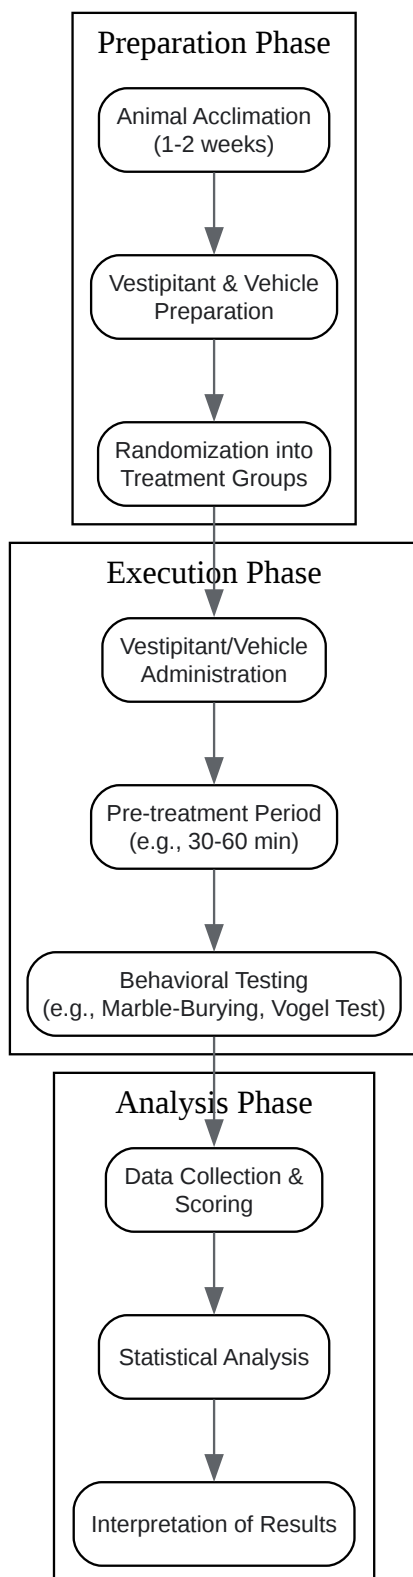 Preparation Phase
Animal Acclimation
(1-2 weeks)
Vestipitant & Vehicle
Preparation
Randomization into
Treatment Groups
Execution Phase
Vestipitant/Vehicle
Administration
Pre-treatment Period
(e.g., 30-60 min)
Behavioral Testing
(e.g., Marble-Burying, Vogel Test)
Analysis Phase
Data Collection &
Scoring
Statistical Analysis
Interpretation of Results